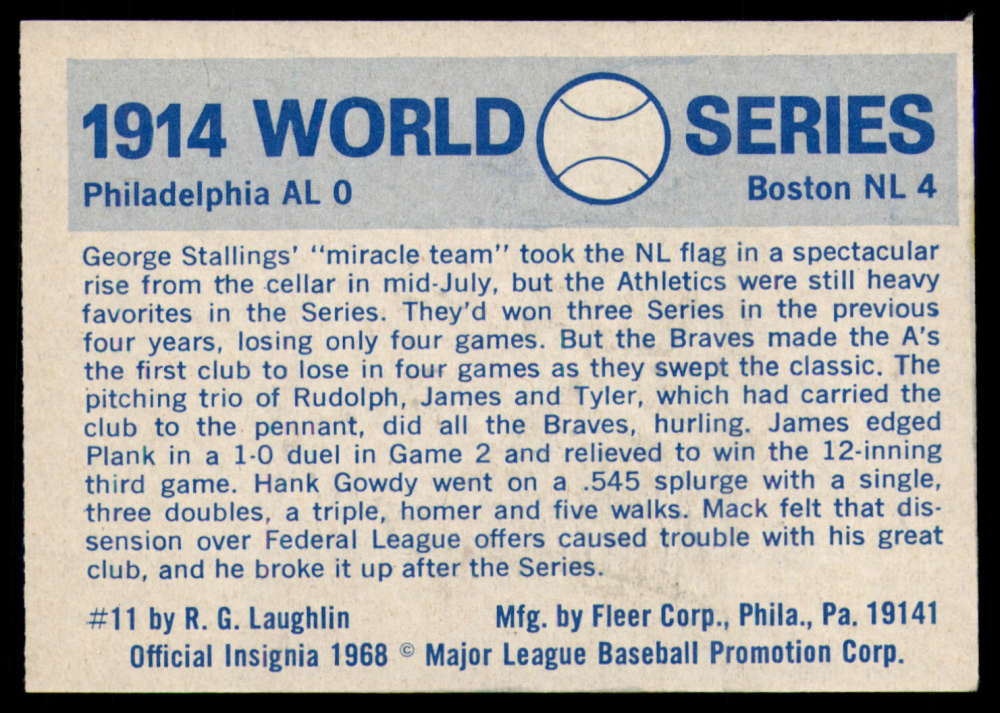 1914 WORLD SERIES
Philadelphia AL 0 Boston NL 4
George Stallings' "miracle team" took the NL flag in a spectacular
rise from the cellar in mid-July, but the Athletics were still heavy
favorites in the Series. They'd won three Series in the previous
four years, losing only four games. But the Braves made the A's
the first club to lose in four games as they swept the classic. The
pitching trio of Rudolph, James and Tyler, which had carried the
club to the pennant, did all the Braves, hurling. James edged
Plank in a 1-0 duel in Game 2 and relieved to win the 12-inning
third game. Hank Gowdy went on a .545 splurge with a single,
three doubles, a triple, homer and five walks. Mack felt that dis-
sension over Federal League offers caused trouble with his great
club, and he broke it up after the Series.
#11 by R. G. Laughlin Mfg. by Fleer Corp., Phila., Pa. 19141
Official Insignia 1968 © Major League Baseball Promotion Corp.